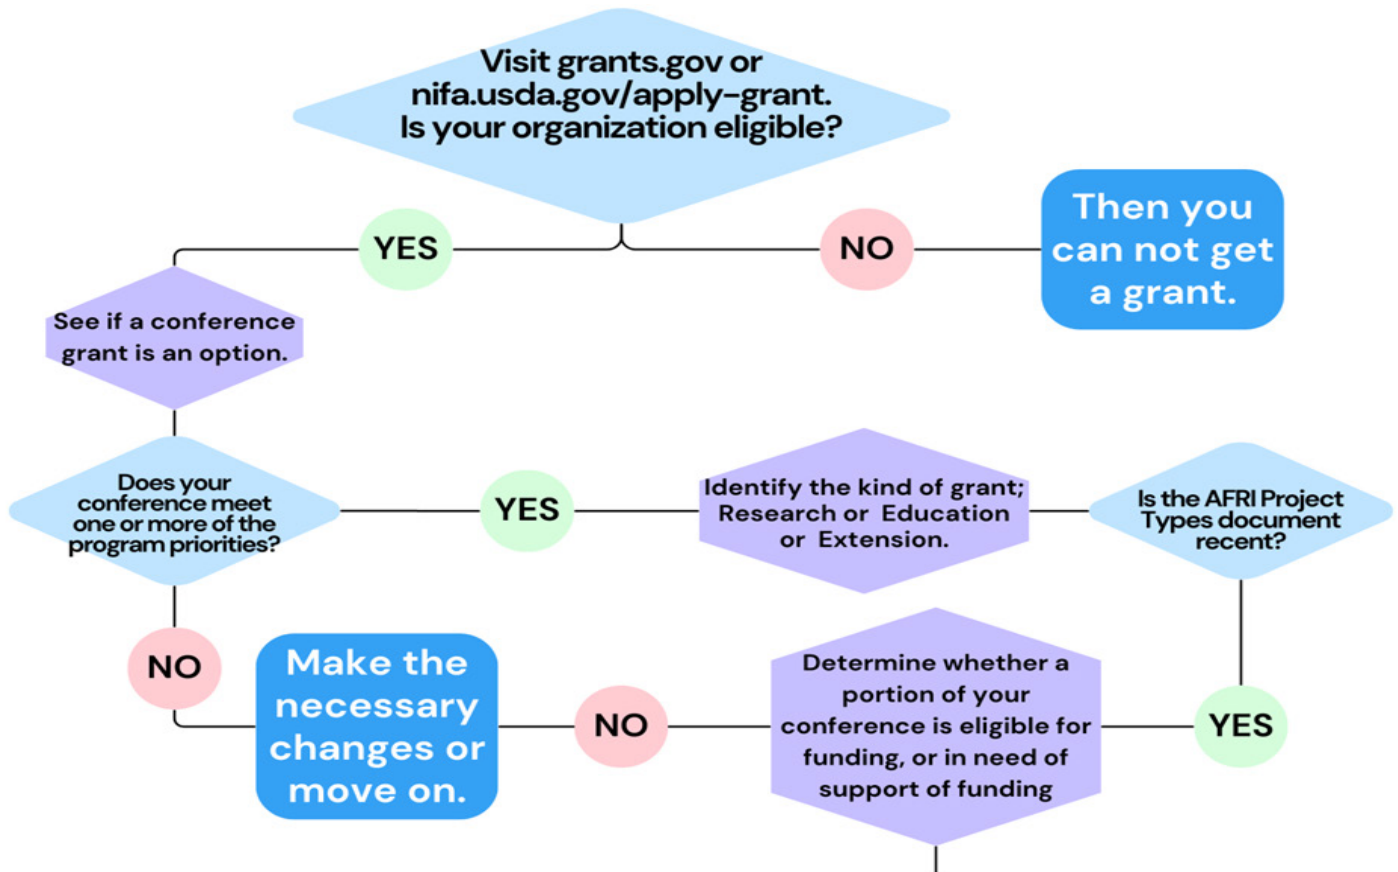 Visit grants.gov or
nifa.usda.gov/apply-grant.
Is your organization eligible?
YES
NO
Then you
can not get
a grant.
See if a conference
grant is an option.
Does your
conference meet
one or more of the
program priorities?
YES
Identify the kind of grant;
Research or Education
or Extension.
Is the AFRI Project
Types document
recent?
NO
Make the
necessary
changes or
move on.
NO
Determine whether a
portion of your
conference is eligible for
funding, or in need of
support of funding
YES